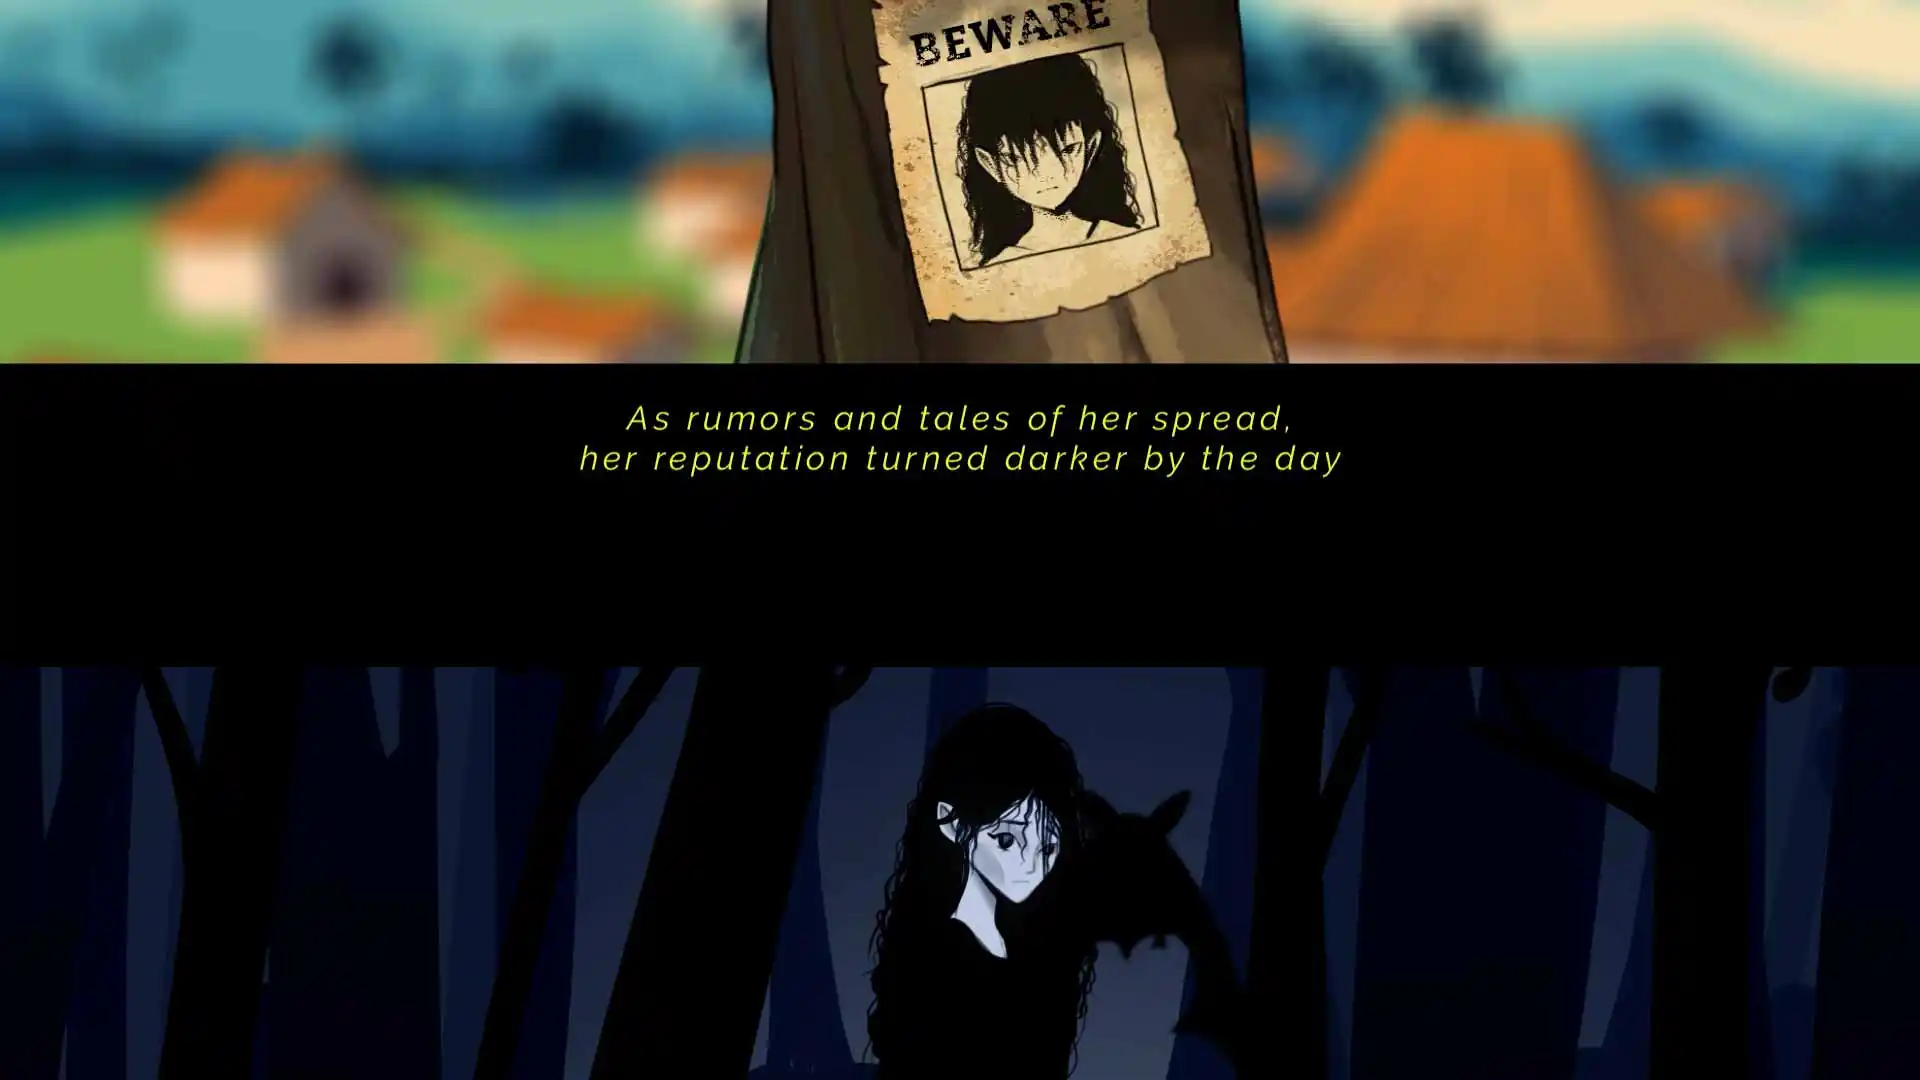 BEWARE
As rumors and tales of her spread,
her reputation turned darker by the day